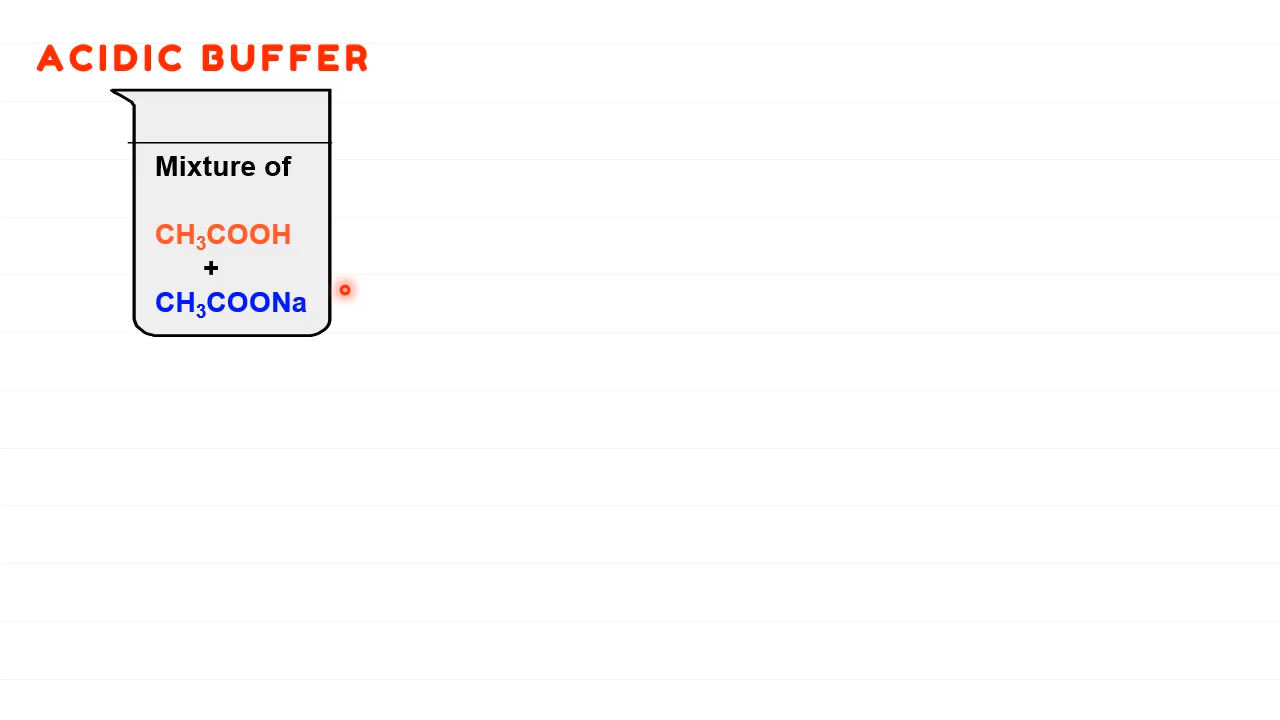 ACIDIC BUFFER
Mixture of
CH₃COOH
+
CH₃COONa